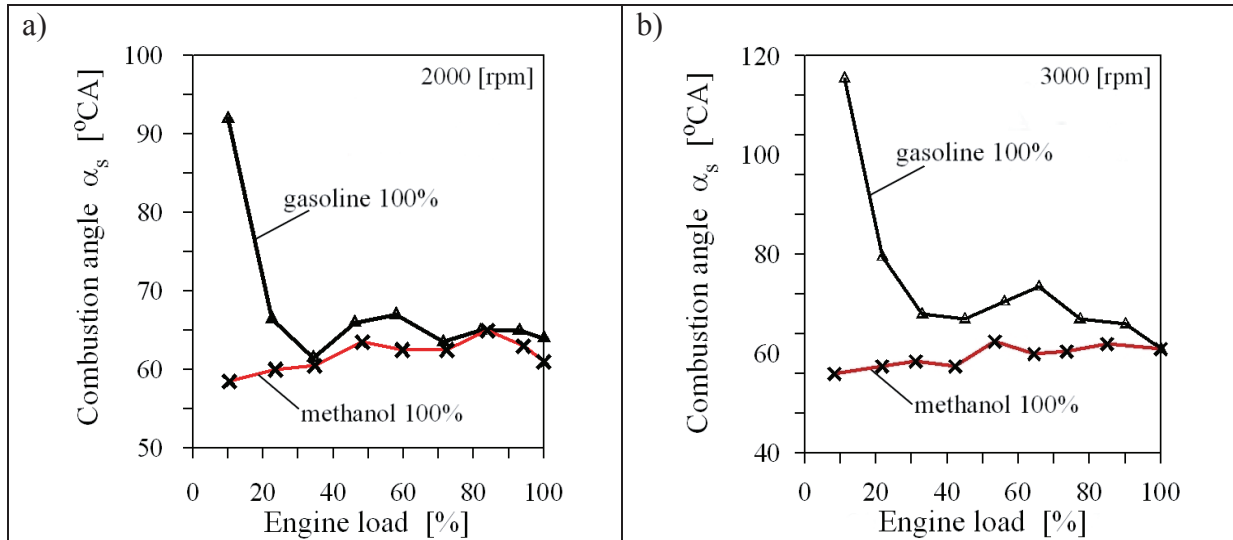 a)
Combustion angle αs [°CA]
100
90
80
70
60
50
2000 [rpm]
gasoline 100%
methanol 100%
0 20 40 60 80 100
Engine load [%]
b)
Combustion angle αs [°CA]
120
100
80
60
40
3000 [rpm]
gasoline 100%
methanol 100%
0 20 40 60 80 100
Engine load [%]